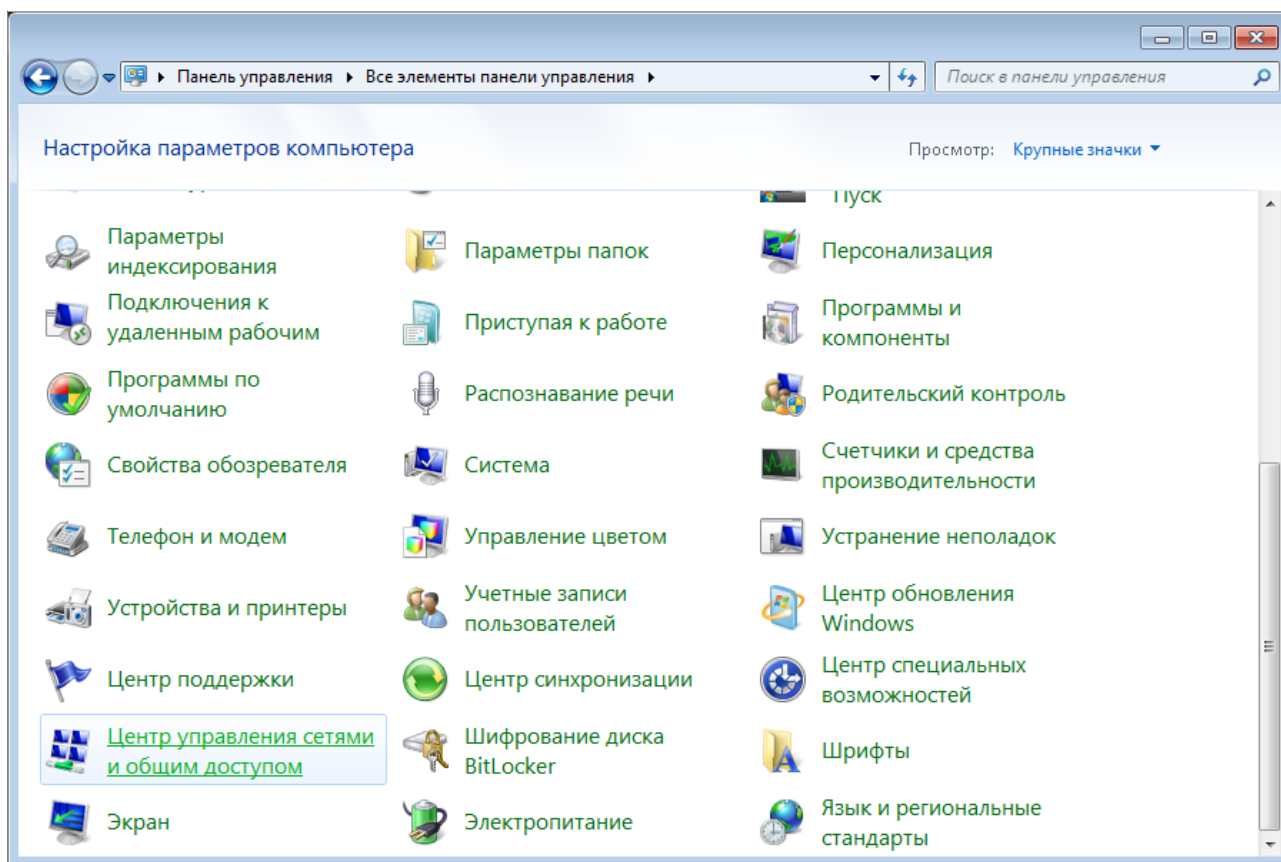 Панель управления ▸ Все элементы панели управления ▸
Поиск в панели управления
Настройка параметров компьютера
Просмотр: Крупные значки
Пуск
Параметры
индексирования
Параметры папок
Персонализация
Подключения к
удаленным рабочим
Приступая к работе
Программы и
компоненты
Программы по
умолчанию
Распознавание речи
Родительский контроль
Свойства обозревателя
Система
Счетчики и средства
производительности
Телефон и модем
Управление цветом
Устранение неполадок
Устройства и принтеры
Учетные записи
пользователей
Центр обновления
Windows
Центр поддержки
Центр синхронизации
Центр специальных
возможностей
Центр управления сетями
и общим доступом
Шифрование диска
BitLocker
Шрифты
Экран
Электропитание
Язык и региональные
стандарты